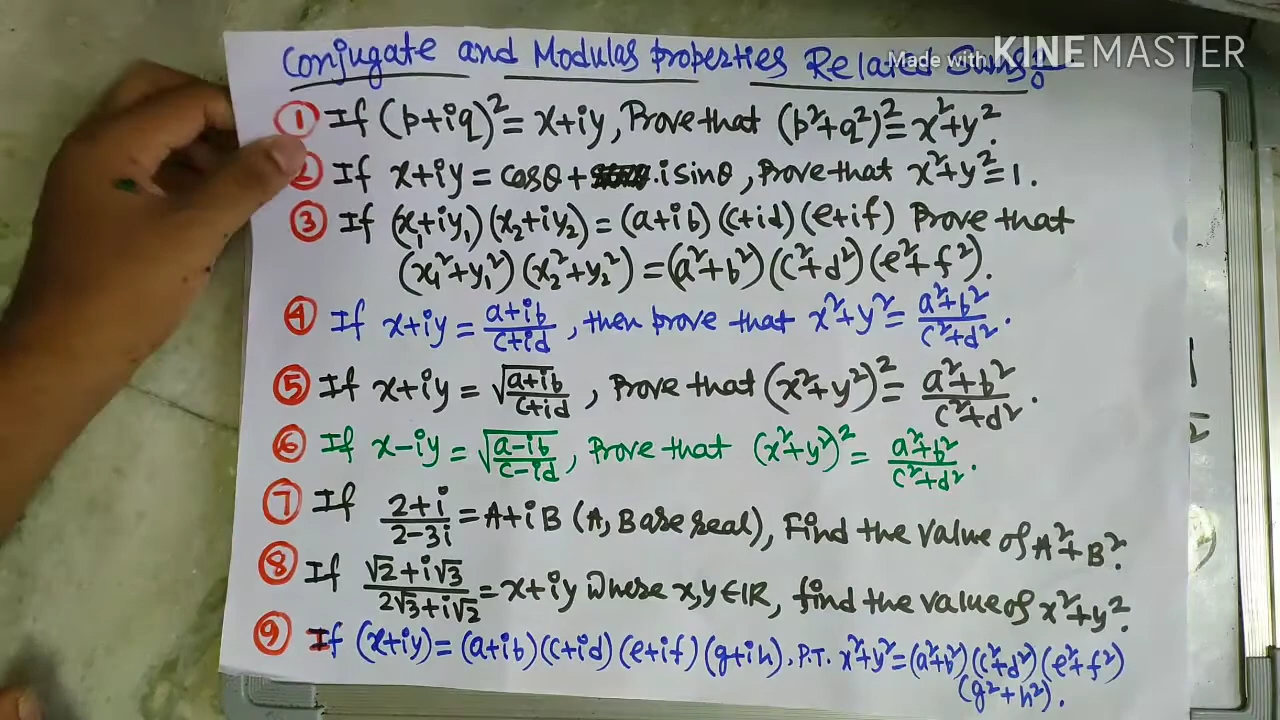 Conjugate and Modulas properties Related Sums:
Made with KINEMASTER
① If (p+iq)² = x+iy, Prove that (p²+q²)² = x²+y².
2 If x+iy = cosθ + i sinθ, Prove that x²+y²=1.
③ If (x₁+iy₁)(x₂+iy₂) = (a+ib)(c+id)(e+if) Prove that
(x₁²+y₁²)(x₂²+y₂²) = (a²+b²)(c²+d²)(e²+f²).
④ If x+iy = (a+ib)/(c+id), then prove that x²+y² = (a²+b²)/(c²+d²).
⑤ If x+iy = √((a+ib)/(c+id)), Prove that (x²+y²)² = (a²+b²)/(c²+d²).
⑥ If x-iy = √((a-ib)/(c-id)), Prove that (x²+y²)² = (a²+b²)/(c²+d²).
⑦ If (2+i)/(2-3i) = A+iB (A, B are real), Find the value of A²+B².
⑧ If (√2+i√3)/(2√3+i√2) = x+iy where x,y∈IR, find the value of x²+y².
⑨ If (x+iy) = (a+ib)(c+id)(e+if)(g+ih), P.T. x²+y² = (a²+b²)(c²+d²)(e²+f²)
(g²+h²).